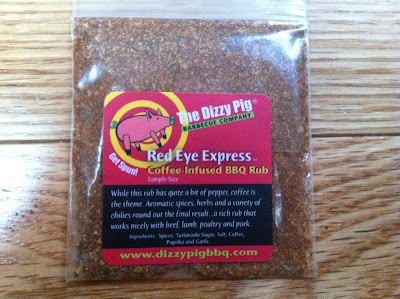 The Dizzy Pig®
BARBECUE COMPANY
Got Spun!
Red Eye Express™
Coffee-Infused BBQ Rub
Sample Size
While this rub has quite a bit of pepper, coffee is
the theme. Aromatic spices, herbs and a variety of
chilies round out the final result...a rich rub that
works nicely with beef, lamb, poultry and pork.
Ingredients: Spices, Turbinado Sugar, Salt, Coffee,
Paprika and Garlic.
www.dizzypigbbq.com